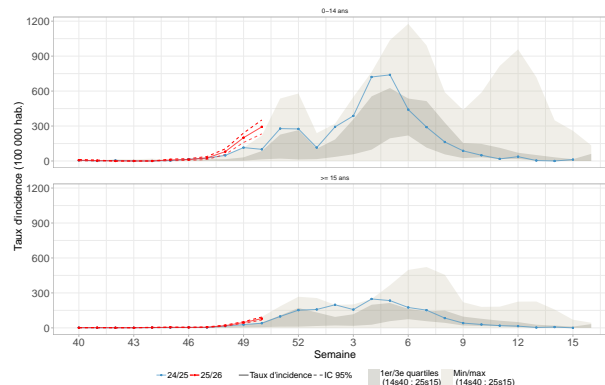 0−14 ans
1200
900
600
300
0
>= 15 ans
1200
900
600
300
0
Taux d'incidence (100 000 hab.)
40 43 46 49 52 3 6 9 12 15
Semaine
24/25 25/26 Taux d'incidence IC 95% 1er/3e quartiles (14s40 ; 25s15) Min/max (14s40 ; 25s15)